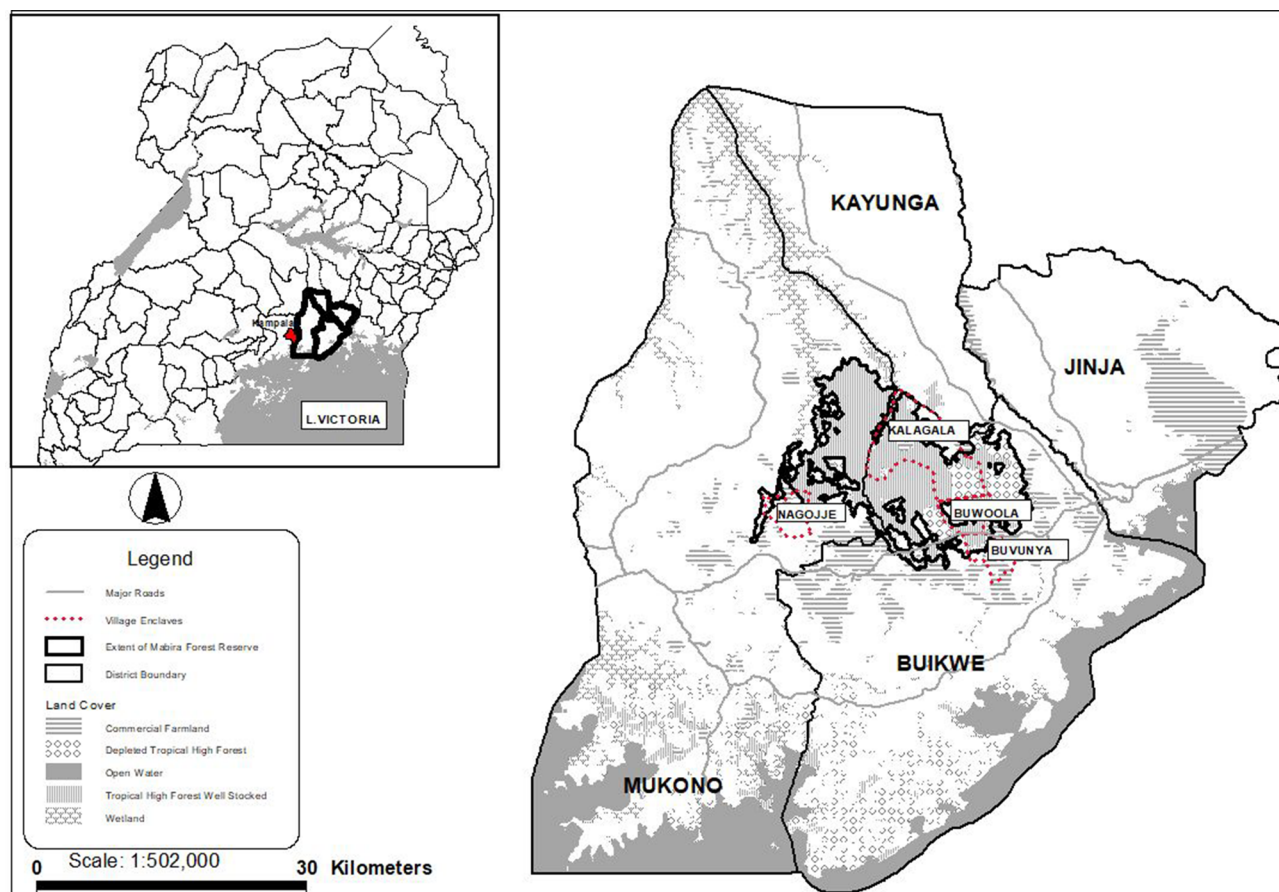 Kampala
L.VICTORIA
KAYUNGA
JINJA
KALAGALA
NAGOJJE
BUWOOLA
BUVUNYA
BUIKWE
MUKONO
Legend
Major Roads
Village Enclaves
Extent of Mabira Forest Reserve
District Boundary
Land Cover
Commercial Farmland
Depleted Tropical High Forest
Open Water
Tropical High Forest Well Stocked
Wetland
Scale: 1:502,000
0 30 Kilometers